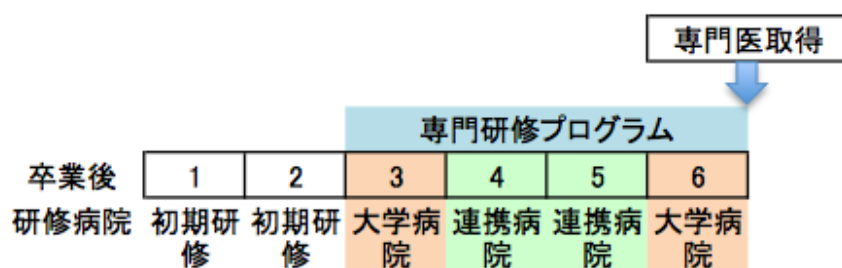 専門医取得
専門研修プログラム
卒業後 1 2 3 4 5 6
研修病院 初期研修 初期研修 大学病院 連携病院 連携病院 大学病院